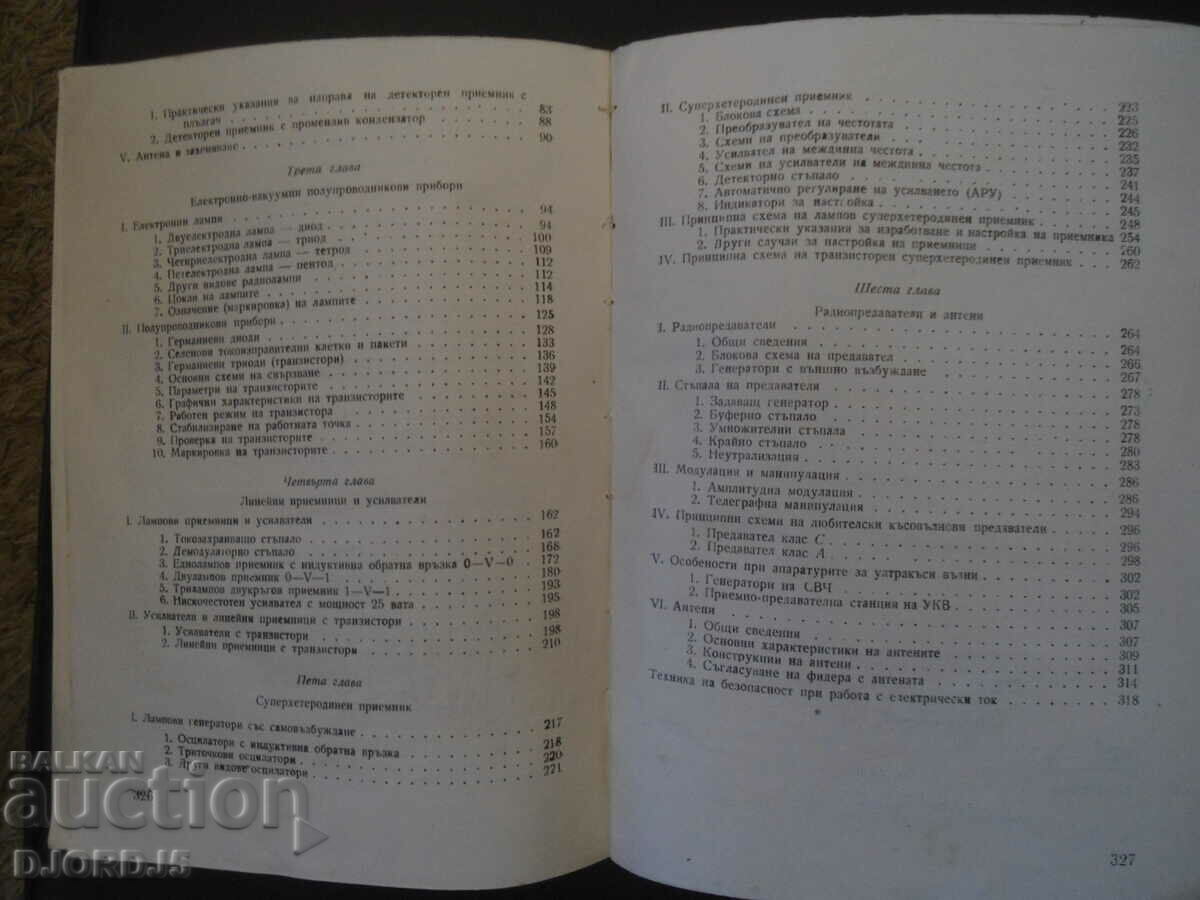 1. Практически указания за направа на детекторен приемник с
плъзгач . . . 83
2. Детекторен приемник с променлив кондензатор . . . 88
V. Антена и заземяване . . . 90
Трета глава
Електронно-вакуумни полупроводникови прибори
I. Електронни лампи . . . 94
1. Двуелектродна лампа — диод . . . 94
2. Триелектродна лампа — триод . . . 100
3. Четириелектродна лампа — тетрод . . . 109
4. Петелектродна лампа — пентод . . . 112
5. Други видове радиолампи . . . 112
6. Цокли на лампите . . . 114
7. Означение (маркировка) на лампите . . . 118
II. Полупроводникови прибори . . . 125
1. Германиеви диоди . . . 128
2. Селенови токоизправителни клетки и пакети . . . 133
3. Германиеви триоди (транзистори) . . . 136
4. Основни схеми на свързване . . . 139
5. Параметри на транзисторите . . . 142
6. Графични характеристики на транзисторите . . . 145
7. Работен режим на транзистора . . . 148
8. Стабилизиране на работната точка . . . 154
9. Проверка на транзисторите . . . 157
10. Маркировка на транзисторите . . . 160
Четвърта глава
Линейни приемници и усилватели
I. Лампови приемници и усилватели . . . 162
1. Токозахранващо стъпало . . . 162
2. Демодулаторно стъпало . . . 168
3. Еднолампов приемник с индуктивна обратна връзка 0—V—0 . . . 172
4. Двулампов приемник 0—V—1 . . . 180
5. Трилампов двукръгов приемник 1—V—1 . . . 193
6. Нискочестотен усилвател с мощност 25 вата . . . 195
II. Усилватели и линейни приемници с транзистори . . . 198
1. Усилватели с транзистори . . . 198
2. Линейни приемници с транзистори . . . 210
Пета глава
Суперхетеродинен приемник
I. Лампови генератори със самовъзбуждане . . . 217
1. Осцилатори с индуктивна обратна връзка . . . 218
2. Триточкови осцилатори . . . 220
3. Други видове осцилатори . . . 221
326
II. Суперхетеродинен приемник . . . 223
1. Блокова схема . . . 225
2. Преобразувател на честотата . . . 226
3. Схеми на преобразуватели . . . 232
4. Усилвател на междинна честота . . . 235
5. Схеми на усилватели на междинна честота . . . 237
6. Детекторно стъпало . . . 241
7. Автоматично регулиране на усилването (АРУ) . . . 244
8. Индикатори за настройка . . . 245
III. Принципна схема на лампов суперхетеродинен приемник . . . 248
1. Практически указания за изработване и настройка на приемника 254
2. Други случаи за настройка на приемници . . . 260
IV. Принципна схема на транзисторен суперхетеродинен приемник . . . 262
Шеста глава
Радиопредаватели и антени
I. Радиопредаватели . . . 264
1. Общи сведения . . . 264
2. Блокова схема на предавател . . . 266
3. Генератори с външно възбуждане . . . 267
II. Стъпала на предаватели . . . 278
1. Задаващ генератор . . . 273
2. Буферно стъпало . . . 278
3. Умножителни стъпала . . . 278
4. Крайно стъпало . . . 280
5. Неутрализация . . . 283
III. Модулация и манипулация . . . 286
1. Амплитудна модулация . . . 286
2. Телеграфна манипулация . . . 294
IV. Принципни схеми на любителски късовълнови предаватели . . . 296
1. Предавател клас C . . . 296
2. Предавател клас A . . . 298
V. Особености при апаратурите за ултракъси вълни . . . 302
1. Генератори на СВЧ . . . 302
2. Приемно-предавателна станция на УКВ . . . 305
VI. Антени . . . 307
1. Общи сведения . . . 307
2. Основни характеристики на антените . . . 309
3. Конструкции на антени . . . 311
4. Съгласуване на фидера с антената . . . 314
Техника на безопасност при работа с електрически ток . . . 318
*
327
BALKAN
auction
DJORDJ5